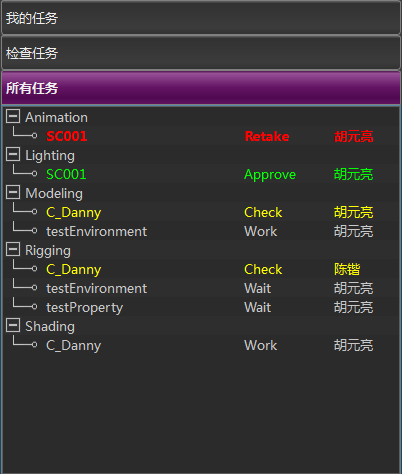 我的任务
检查任务
所有任务
Animation
SC001 Retake 胡元亮
Lighting
SC001 Approve 胡元亮
Modeling
C_Danny Check 胡元亮
testEnvironment Work 胡元亮
Rigging
C_Danny Check 陈锴
testEnvironment Wait 胡元亮
testProperty Wait 胡元亮
Shading
C_Danny Work 胡元亮